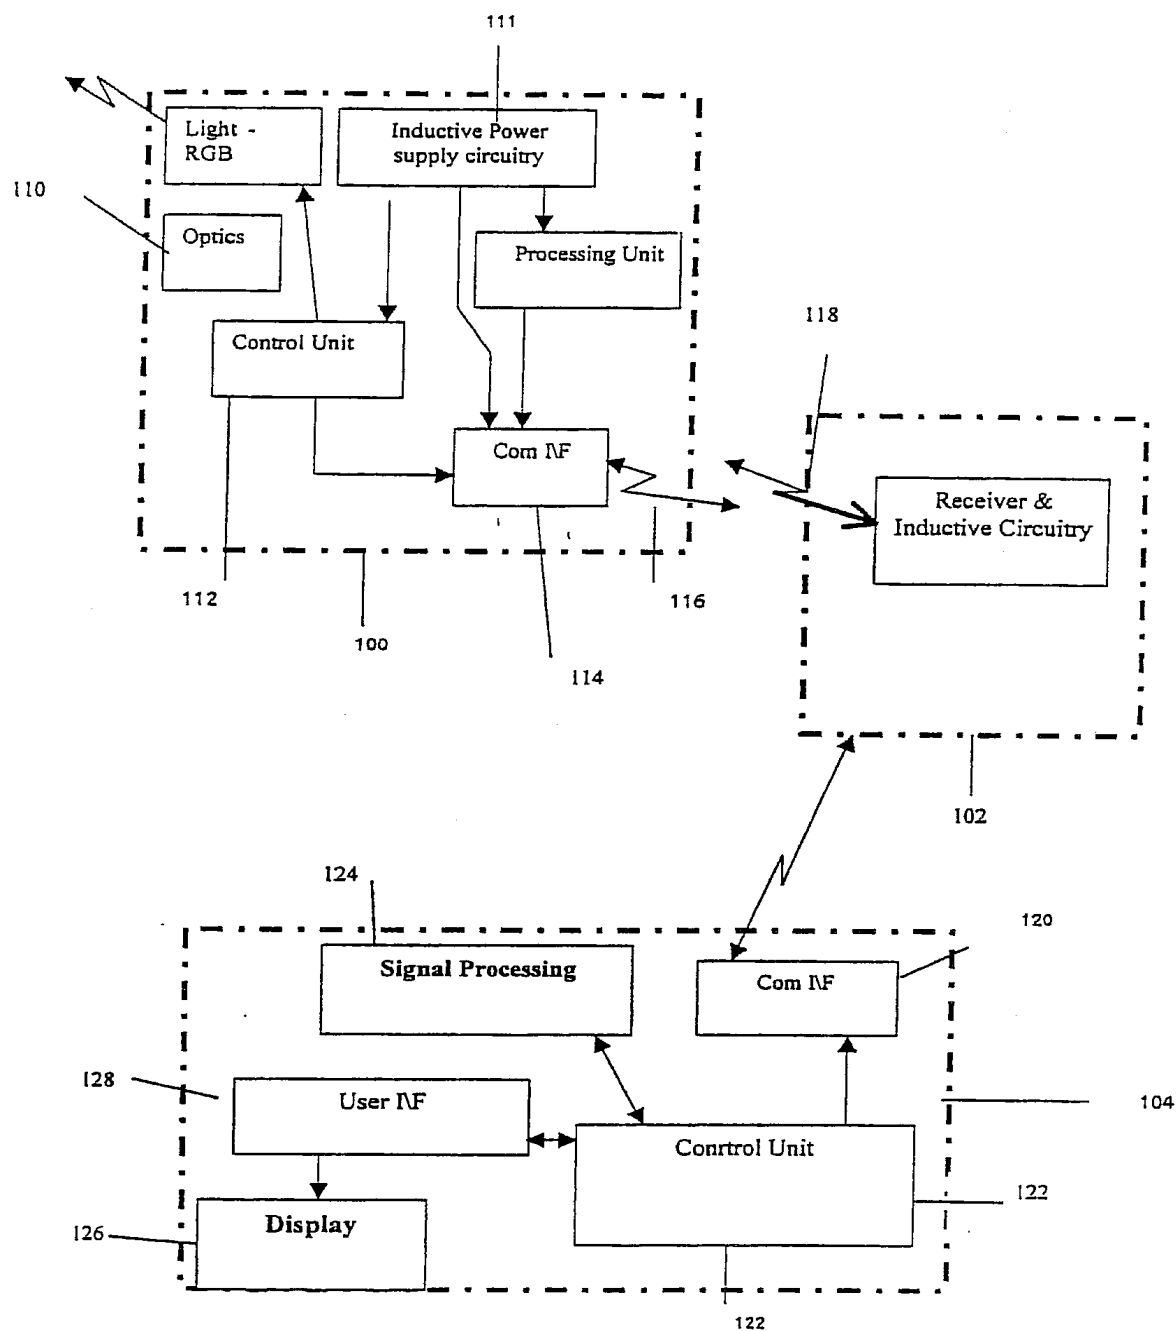 111
Light -
RGB
Inductive Power
supply circuitry
110
Optics
Processing Unit
118
Control Unit
Com I\F
Receiver &
Inductive Circuitry
112
116
100
114
102
124
120
Signal Processing
Com I\F
128
User I\F
104
Conrtrol Unit
122
126
Display
122